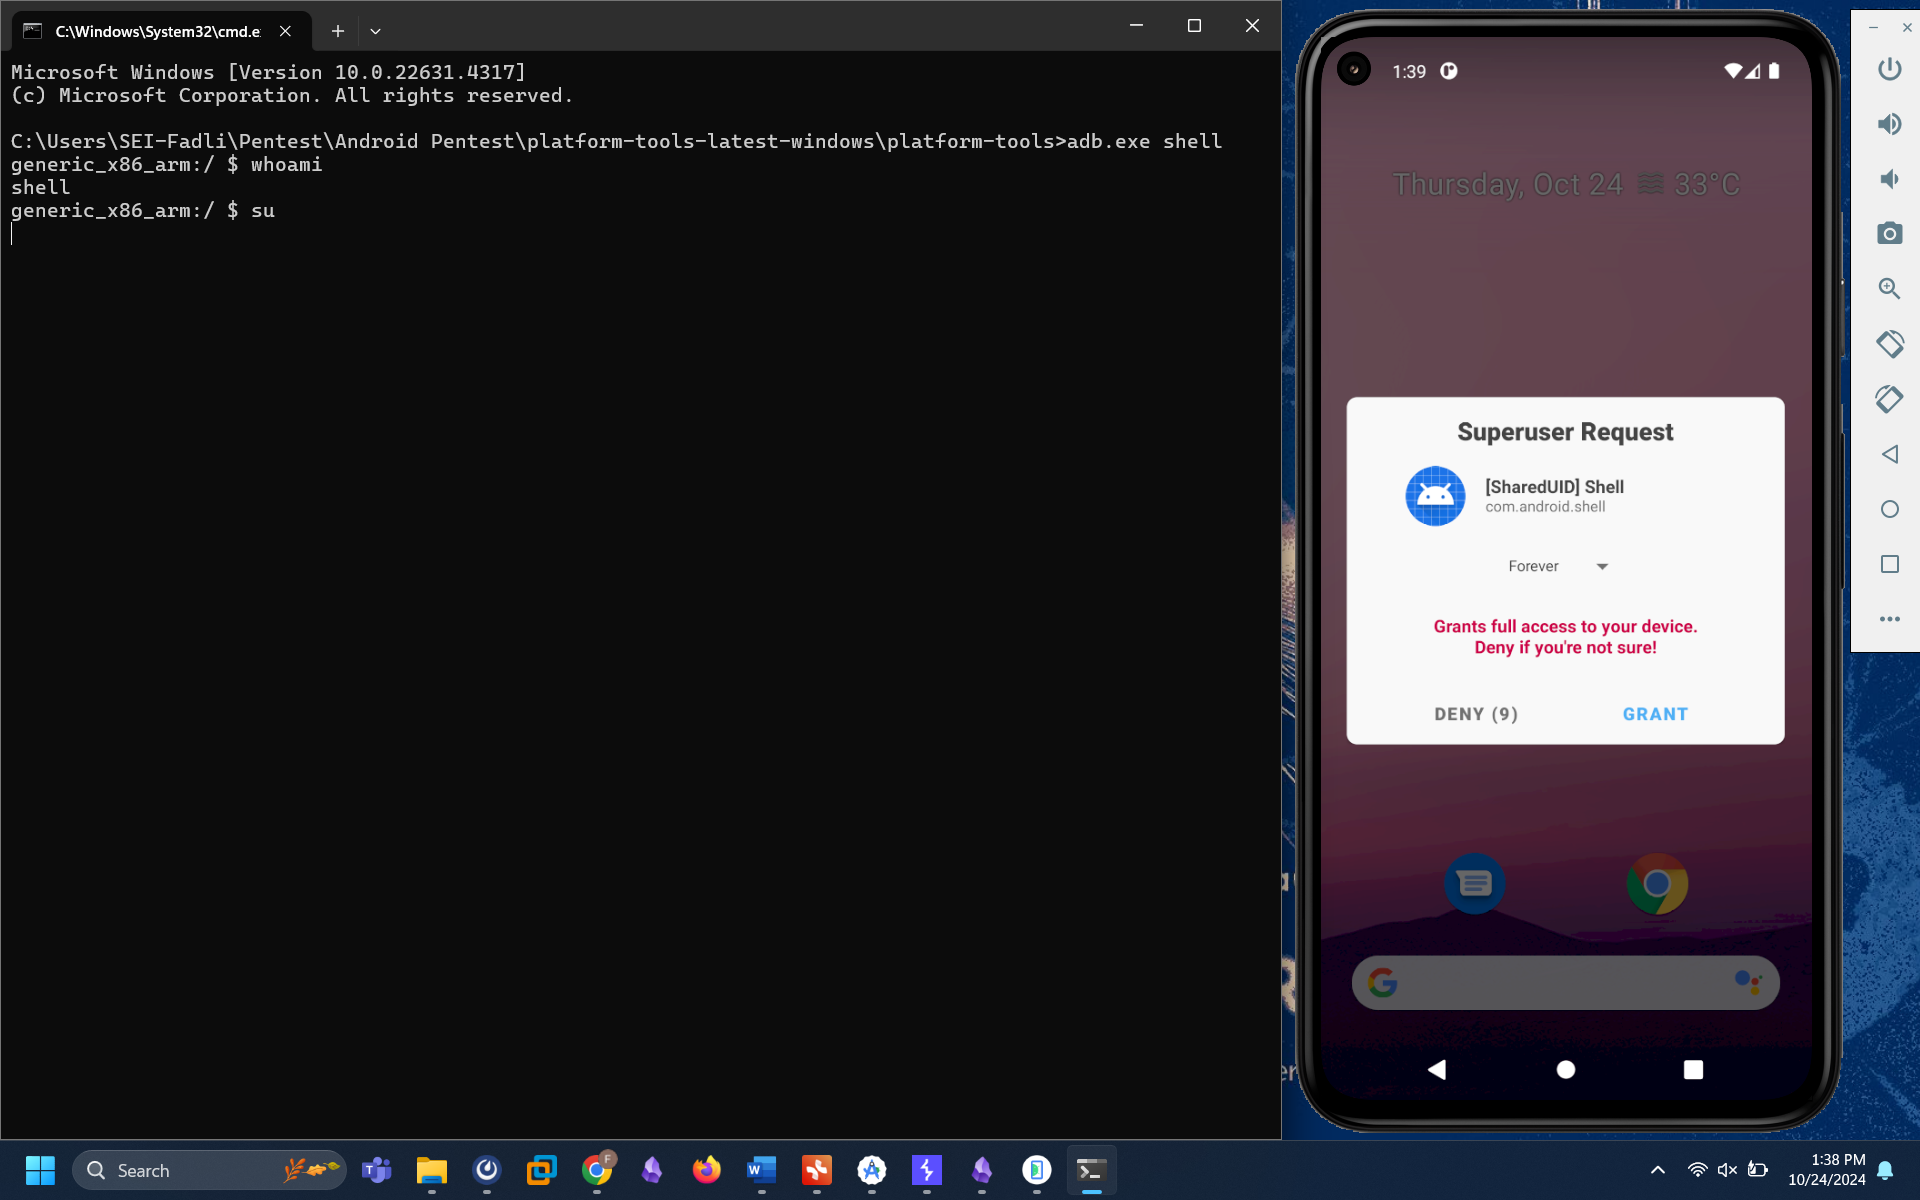 C:\Windows\System32\cmd.e
Microsoft Windows [Version 10.0.22631.4317]
(c) Microsoft Corporation. All rights reserved.
C:\Users\SEI-Fadli\Pentest\Android Pentest\platform-tools-latest-windows\platform-tools>adb.exe shell
generic_x86_arm:/ $ whoami
shell
generic_x86_arm:/ $ su
1:39
Thursday, Oct 24
33°C
Superuser Request
[SharedUID] Shell
com.android.shell
Forever
Grants full access to your device.
Deny if you're not sure!
DENY (9)
GRANT
Search
1:38 PM
10/24/2024